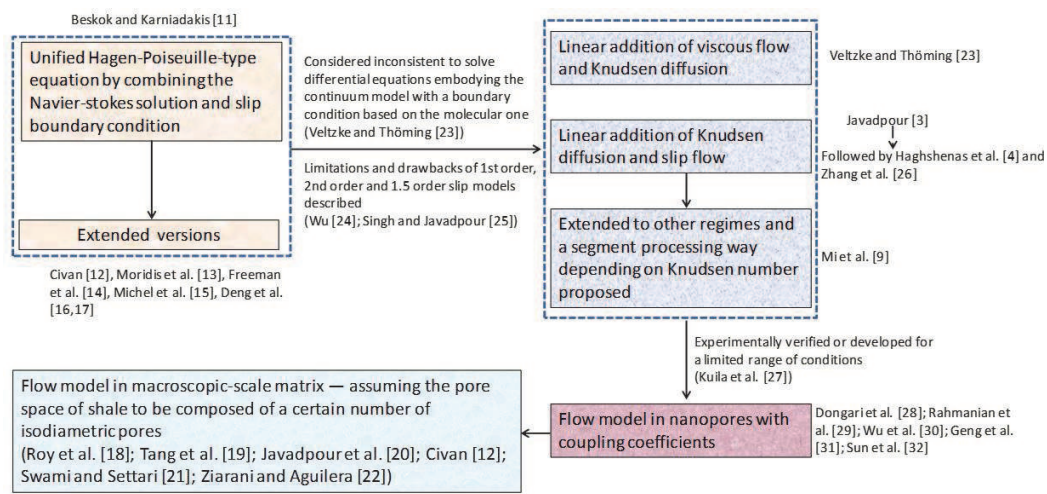 Beskok and Karniadakis [11]
Unified Hagen-Poiseuille-type
equation by combining the
Navier-stokes solution and slip
boundary condition
Extended versions
Civan [12], Moridis et al. [13], Freeman
et al. [14], Michel et al. [15], Deng et al.
[16,17]
Considered inconsistent to solve
differential equations embodying the
continuum model with a boundary
condition based on the molecular one
(Veltzke and Thöming [23])
Limitations and drawbacks of 1st order,
2nd order and 1.5 order slip models
described
(Wu [24]; Singh and Javadpour [25])
Linear addition of viscous flow
and Knudsen diffusion
Veltzke and Thöming [23]
Linear addition of Knudsen
diffusion and slip flow
Javadpour [3]
Followed by Haghshenas et al. [4] and
Zhang et al. [26]
Extended to other regimes and
a segment processing way
depending on Knudsen number
proposed
Mi et al. [9]
Experimentally verified or developed for
a limited range of conditions
(Kuila et al. [27])
Flow model in nanopores with
coupling coefficients
Dongari et al. [28]; Rahmanian et
al. [29]; Wu et al. [30]; Geng et al.
[31]; Sun et al. [32]
Flow model in macroscopic-scale matrix — assuming the pore
space of shale to be composed of a certain number of
isodiametric pores
(Roy et al. [18]; Tang et al. [19]; Javadpour et al. [20]; Civan [12];
Swami and Settari [21]; Ziarani and Aguilera [22])